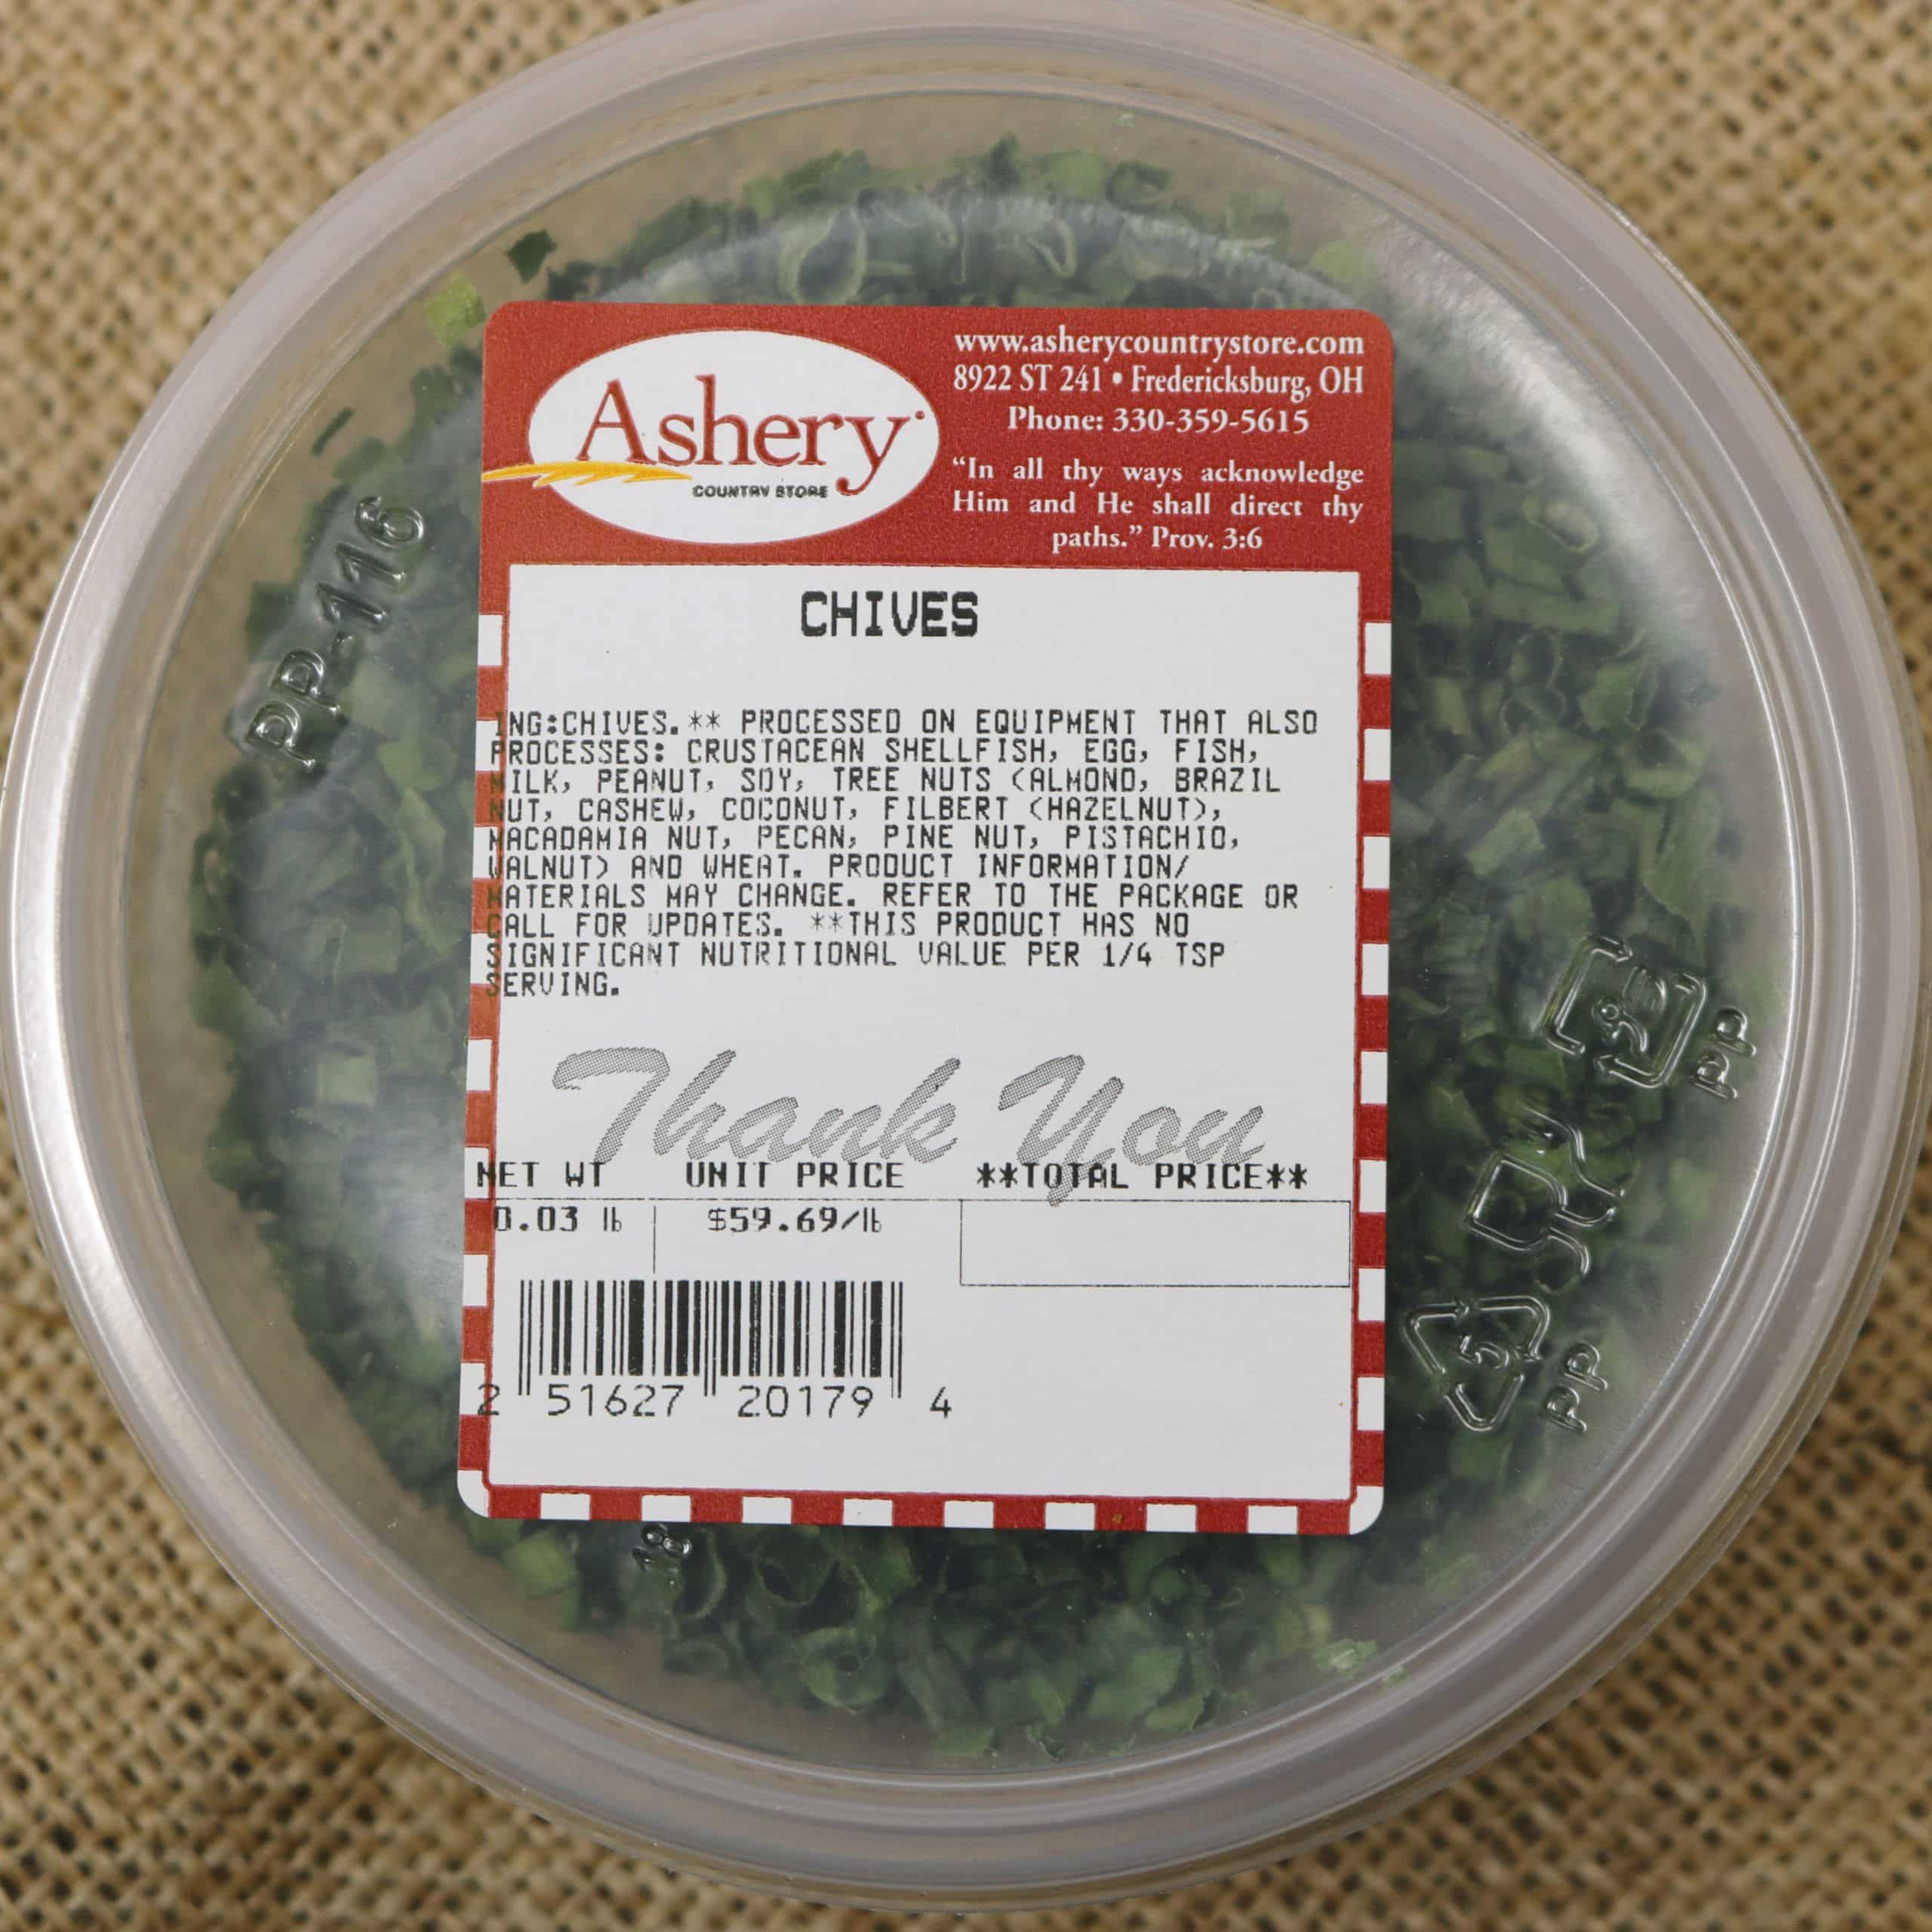 Ashery
COUNTRY STORE
www.asherycountrystore.com
8922 ST 241 • Fredericksburg, OH
Phone: 330-359-5615
“In all thy ways acknowledge
Him and He shall direct thy
paths.” Prov. 3:6
CHIVES
ING:CHIVES.** PROCESSED ON EQUIPMENT THAT ALSO
PROCESSES: CRUSTACEAN SHELLFISH, EGG, FISH,
MILK, PEANUT, SOY, TREE NUTS (ALMOND, BRAZIL
NUT, CASHEW, COCONUT, FILBERT (HAZELNUT),
MACADAMIA NUT, PECAN, PINE NUT, PISTACHIO,
WALNUT) AND WHEAT. PRODUCT INFORMATION/
MATERIALS MAY CHANGE. REFER TO THE PACKAGE OR
CALL FOR UPDATES. **THIS PRODUCT HAS NO
SIGNIFICANT NUTRITIONAL VALUE PER 1/4 TSP
SERVING.
Thank You
NET WT UNIT PRICE **TOTAL PRICE**
0.03 lb $59.69/lb
2 51627 20179 4
PP-116
PP
5
PP
18